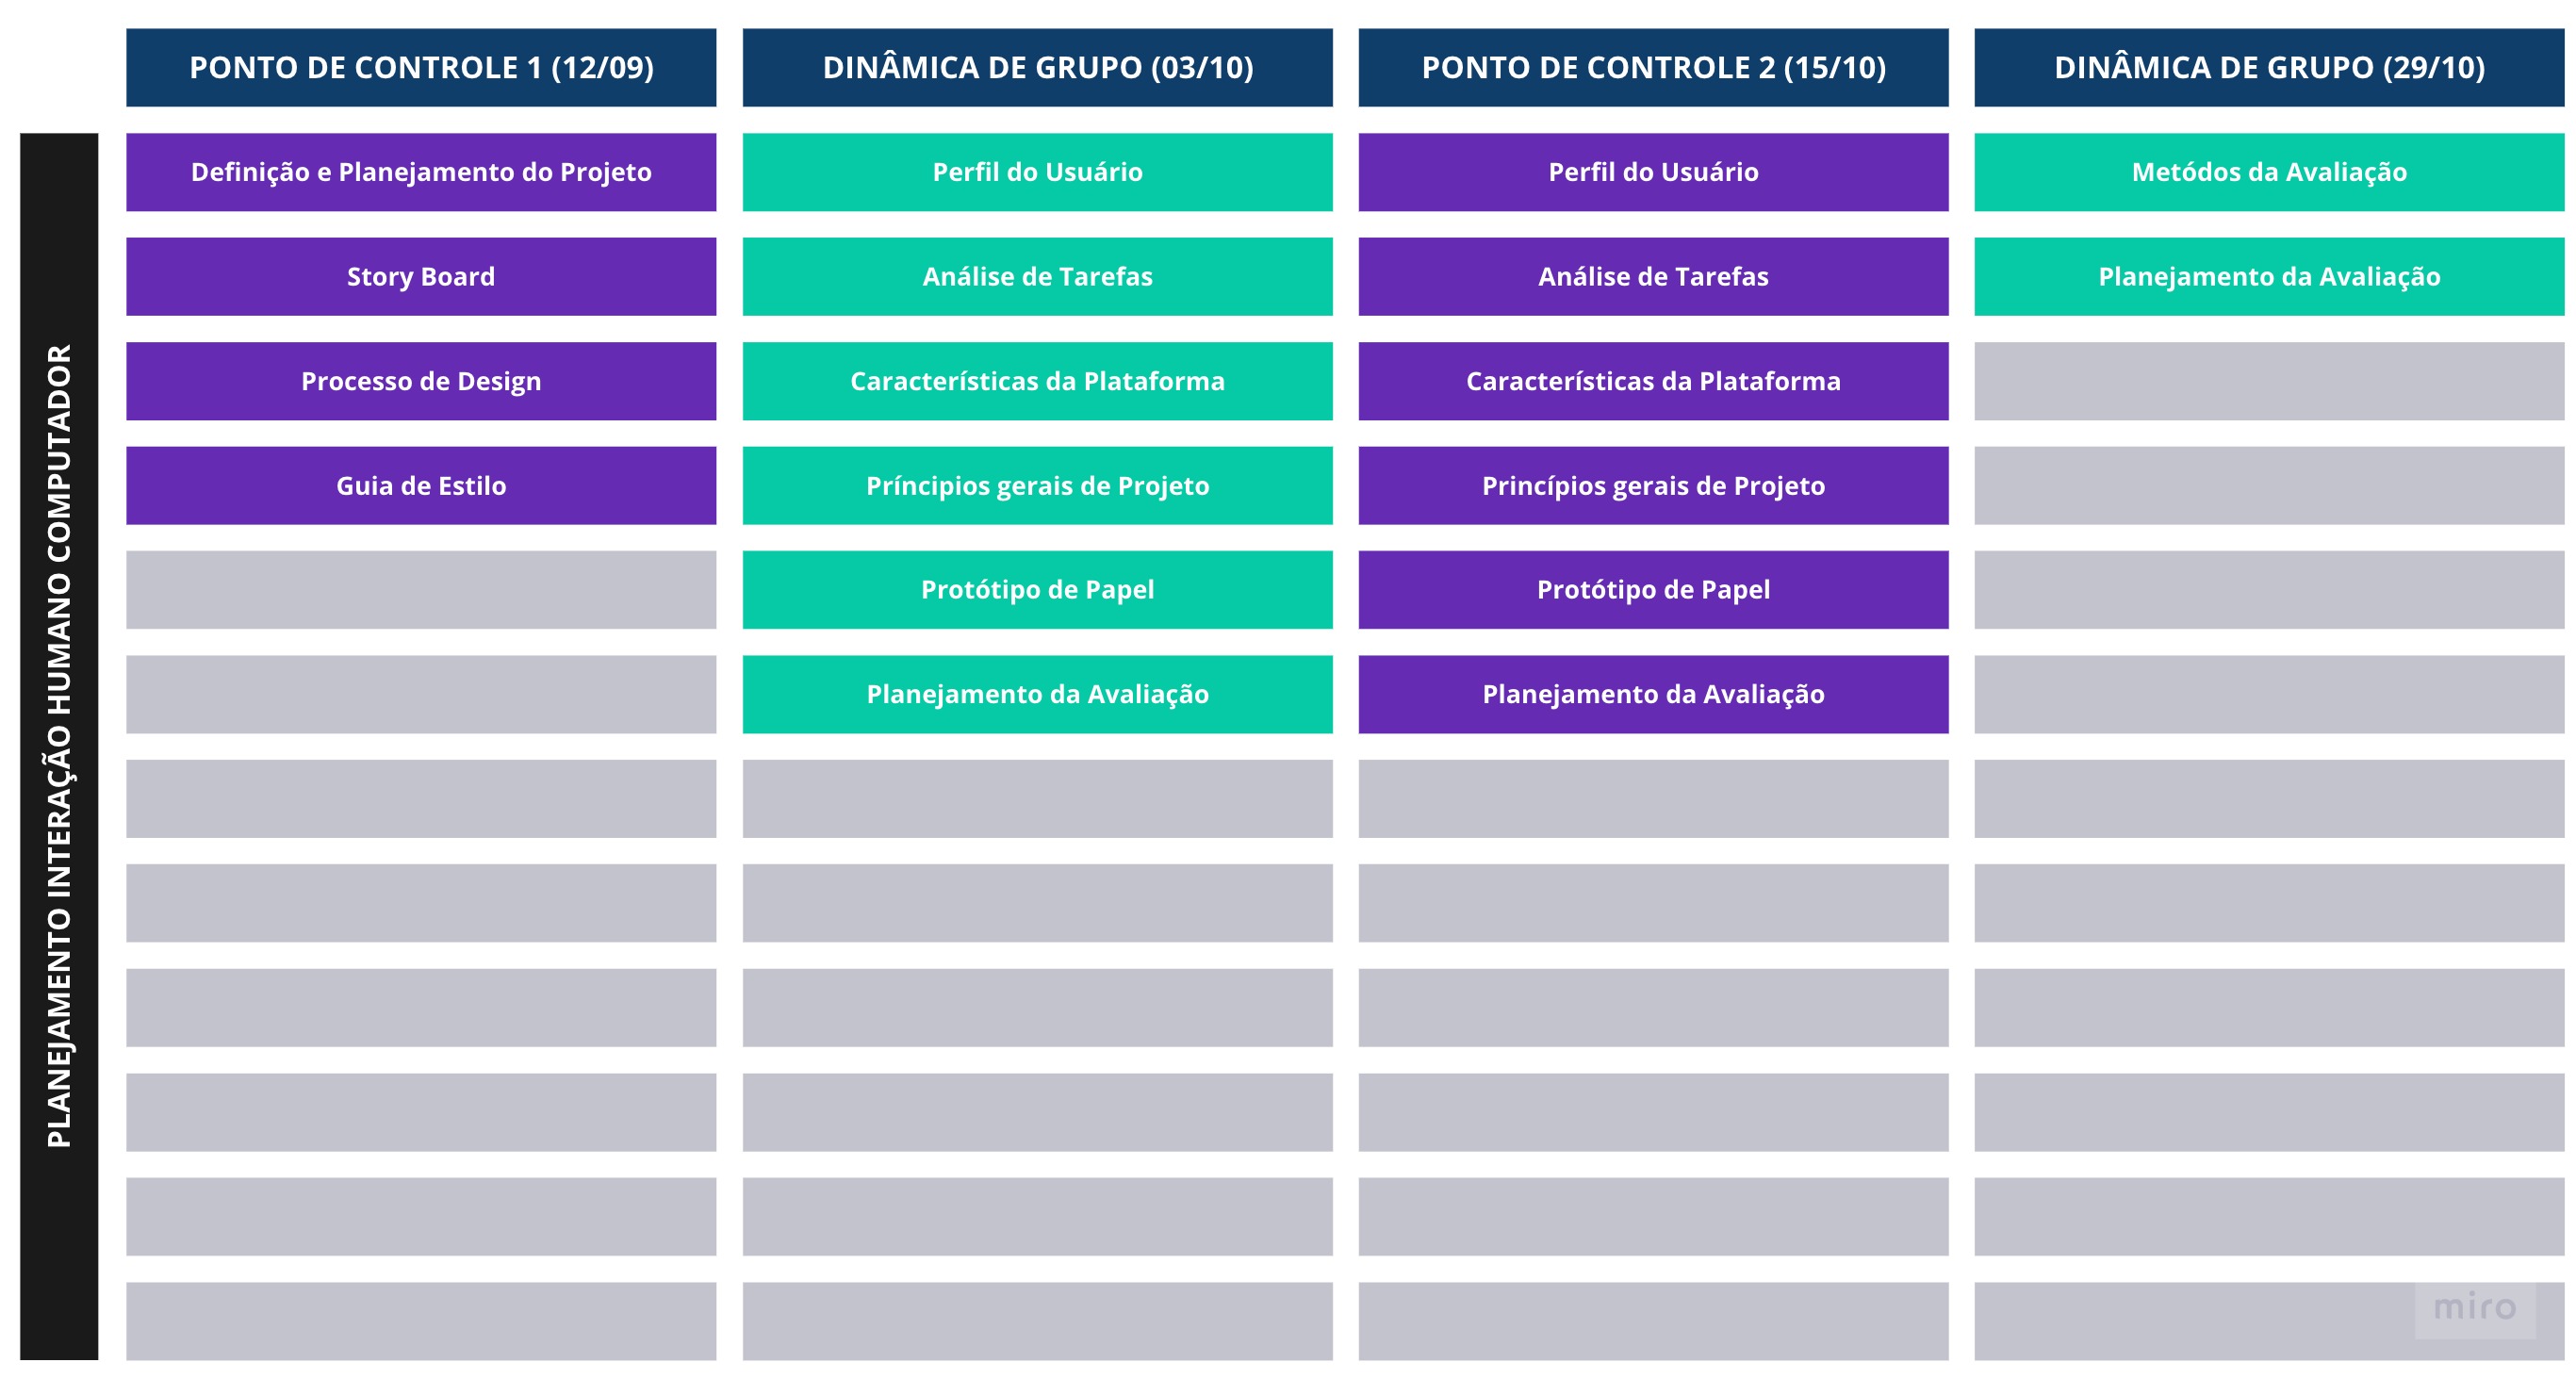 PONTO DE CONTROLE 1 (12/09)
DINÂMICA DE GRUPO (03/10)
PONTO DE CONTROLE 2 (15/10)
DINÂMICA DE GRUPO (29/10)
PLANEJAMENTO INTERAÇÃO HUMANO COMPUTADOR
Definição e Planejamento do Projeto
Perfil do Usuário
Perfil do Usuário
Metódos da Avaliação
Story Board
Análise de Tarefas
Análise de Tarefas
Planejamento da Avaliação
Processo de Design
Características da Plataforma
Características da Plataforma
Guia de Estilo
Príncipios gerais de Projeto
Princípios gerais de Projeto
Protótipo de Papel
Protótipo de Papel
Planejamento da Avaliação
Planejamento da Avaliação
miro